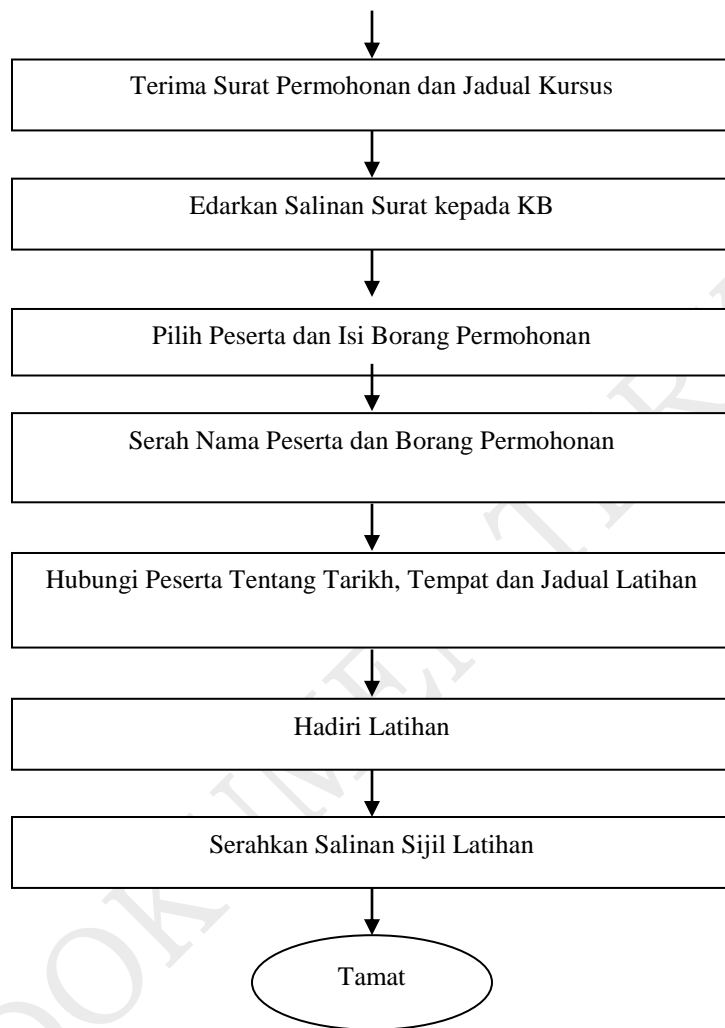 Terima Surat Permohonan dan Jadual Kursus
Edarkan Salinan Surat kepada KB
Pilih Peserta dan Isi Borang Permohonan
Serah Nama Peserta dan Borang Permohonan
Hubungi Peserta Tentang Tarikh, Tempat dan Jadual Latihan
Hadiri Latihan
Serahkan Salinan Sijil Latihan
Tamat